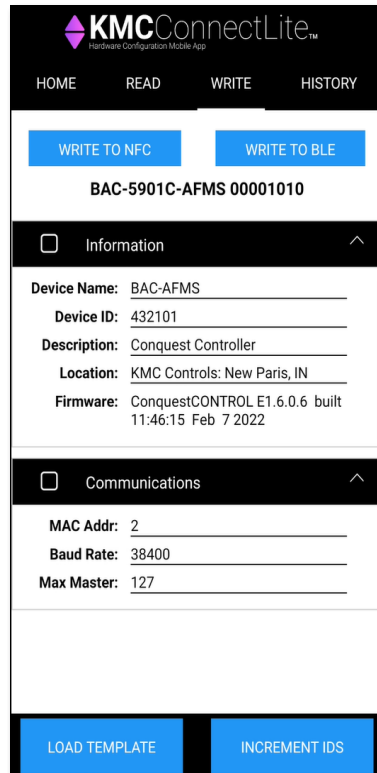 KMCConnectLite™
Hardware Configuration Mobile App
HOME READ WRITE HISTORY
WRITE TO NFC WRITE TO BLE
BAC-5901C-AFMS 00001010
Information
Device Name: BAC-AFMS
Device ID: 432101
Description: Conquest Controller
Location: KMC Controls: New Paris, IN
Firmware: ConquestCONTROL E1.6.0.6 built
11:46:15 Feb 7 2022
Communications
MAC Addr: 2
Baud Rate: 38400
Max Master: 127
LOAD TEMPLATE INCREMENT IDS